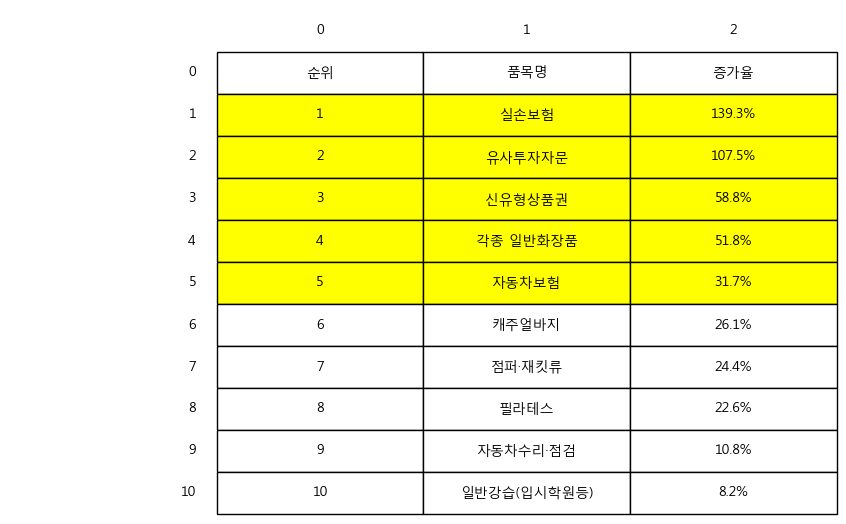 0 1 2
0 순위 품목명 증가율
1 1 실손보험 139.3%
2 2 유사투자자문 107.5%
3 3 신유형상품권 58.8%
4 4 각종 일반화장품 51.8%
5 5 자동차보험 31.7%
6 6 캐주얼바지 26.1%
7 7 점퍼·재킷류 24.4%
8 8 필라테스 22.6%
9 9 자동차수리·점검 10.8%
10 10 일반강습(입시학원등) 8.2%